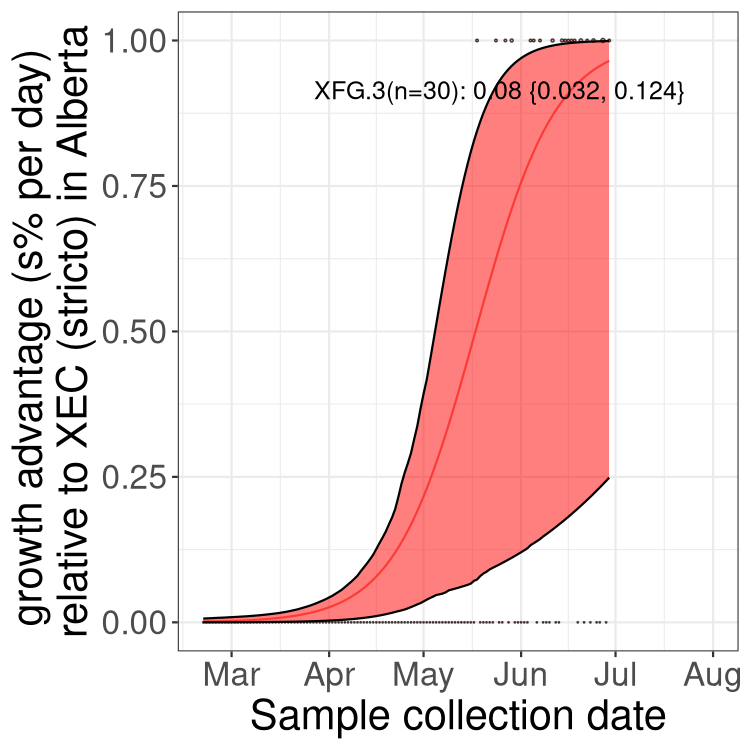 growth advantage (s% per day)
relative to XEC (stricto) in Alberta
1.00
0.75
0.50
0.25
0.00
XFG.3(n=30): 0.08 {0.032, 0.124}
Mar Apr May Jun Jul Aug
Sample collection date